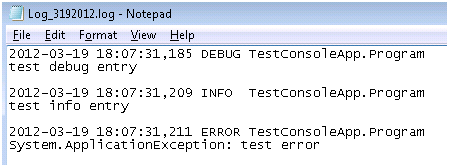 Log_3192012.log - Notepad
File Edit Format View Help
2012-03-19 18:07:31,185 DEBUG TestConsoleApp.Program
test debug entry
2012-03-19 18:07:31,209 INFO  TestConsoleApp.Program
test info entry
2012-03-19 18:07:31,211 ERROR TestConsoleApp.Program
System.ApplicationException: test error